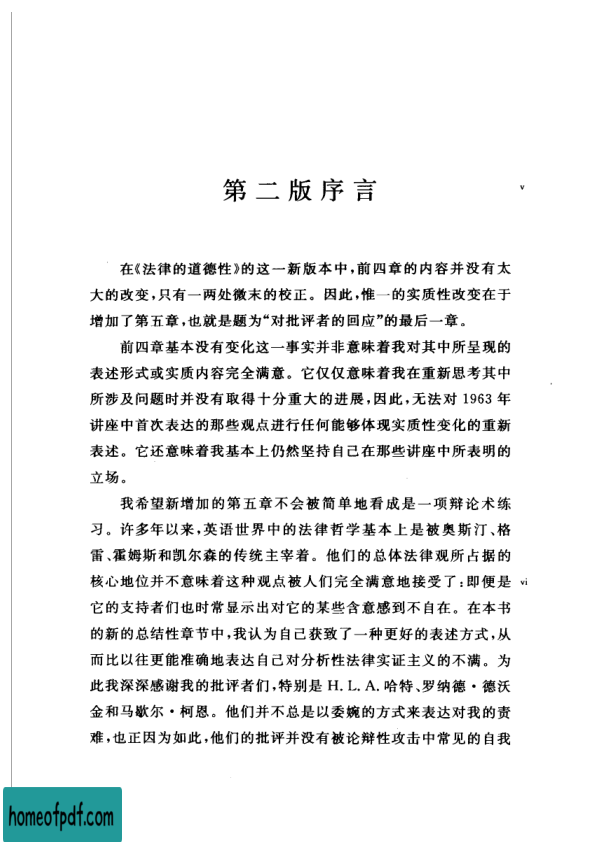 第二版序言
v
在《法律的道德性》的这一新版本中,前四章的内容并没有太
大的改变,只有一两处微末的校正。因此,惟一的实质性改变在于
增加了第五章,也就是题为“对批评者的回应”的最后一章。
前四章基本没有变化这一事实并非意味着我对其中所呈现的
表述形式或实质内容完全满意。它仅仅意味着我在重新思考其中
所涉及问题时并没有取得十分重大的进展,因此,无法对 1963 年
讲座中首次表达的那些观点进行任何能够体现实质性变化的重新
表述。它还意味着我基本上仍然坚持自己在那些讲座中所表明的
立场。
我希望新增加的第五章不会被简单地看成是一项辩论术练
习。许多年以来,英语世界中的法律哲学基本上是被奥斯汀、格
雷、霍姆斯和凯尔森的传统主宰着。他们的总体法律观所占据的
核心地位并不意味着这种观点被人们完全满意地接受了;即便是
vi
它的支持者们也时常显示出对它的某些含意感到不自在。在本书
的新的总结性章节中,我认为自己获致了一种更好的表述方式,从
而比以往更能准确地表达自己对分析性法律实证主义的不满。为
此我深深感谢我的批评者们,特别是 H. L. A. 哈特、罗纳德·德沃
金和马歇尔·柯恩。他们并不总是以委婉的方式来表达对我的责
难,也正因为如此,他们的批评并没有被论辩性攻击中常见的自我
homeofpdf.com